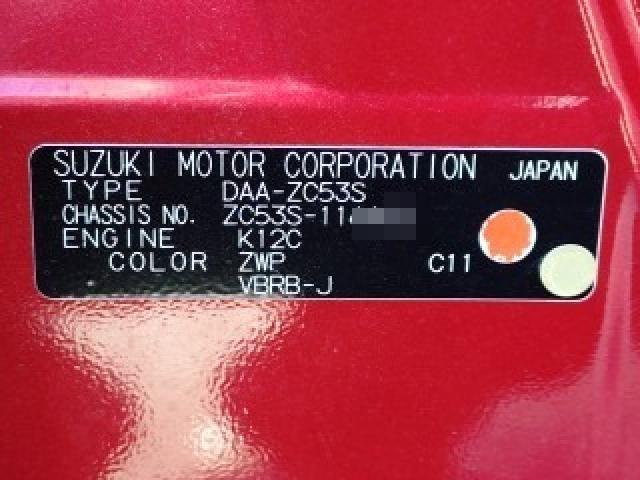 SUZUKI MOTOR CORPORATION JAPAN
TYPE DAA-ZC53S
CHASSIS NO. ZC53S-11
ENGINE K12C
COLOR ZWP C11
VBRB-J